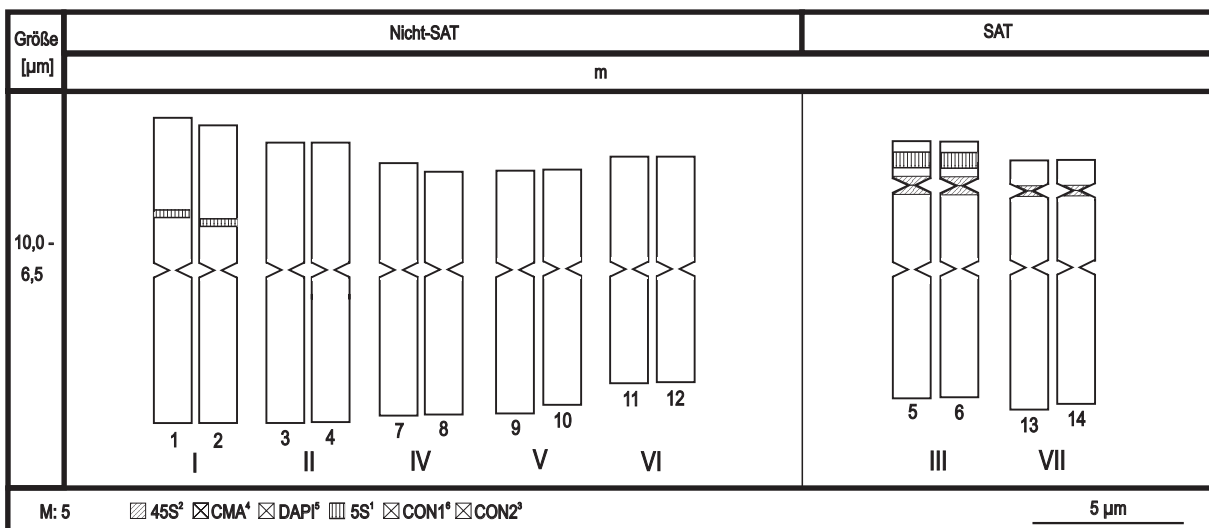 Größe
[µm]
Nicht-SAT
SAT
m
10,0 -
6,5
1 2 3 4 7 8 9 10 11 12 5 6 13 14
I II IV V VI III VII
M: 5 45S² CMA⁴ DAPI⁵ 5S¹ CON1⁶ CON2³ 5 µm